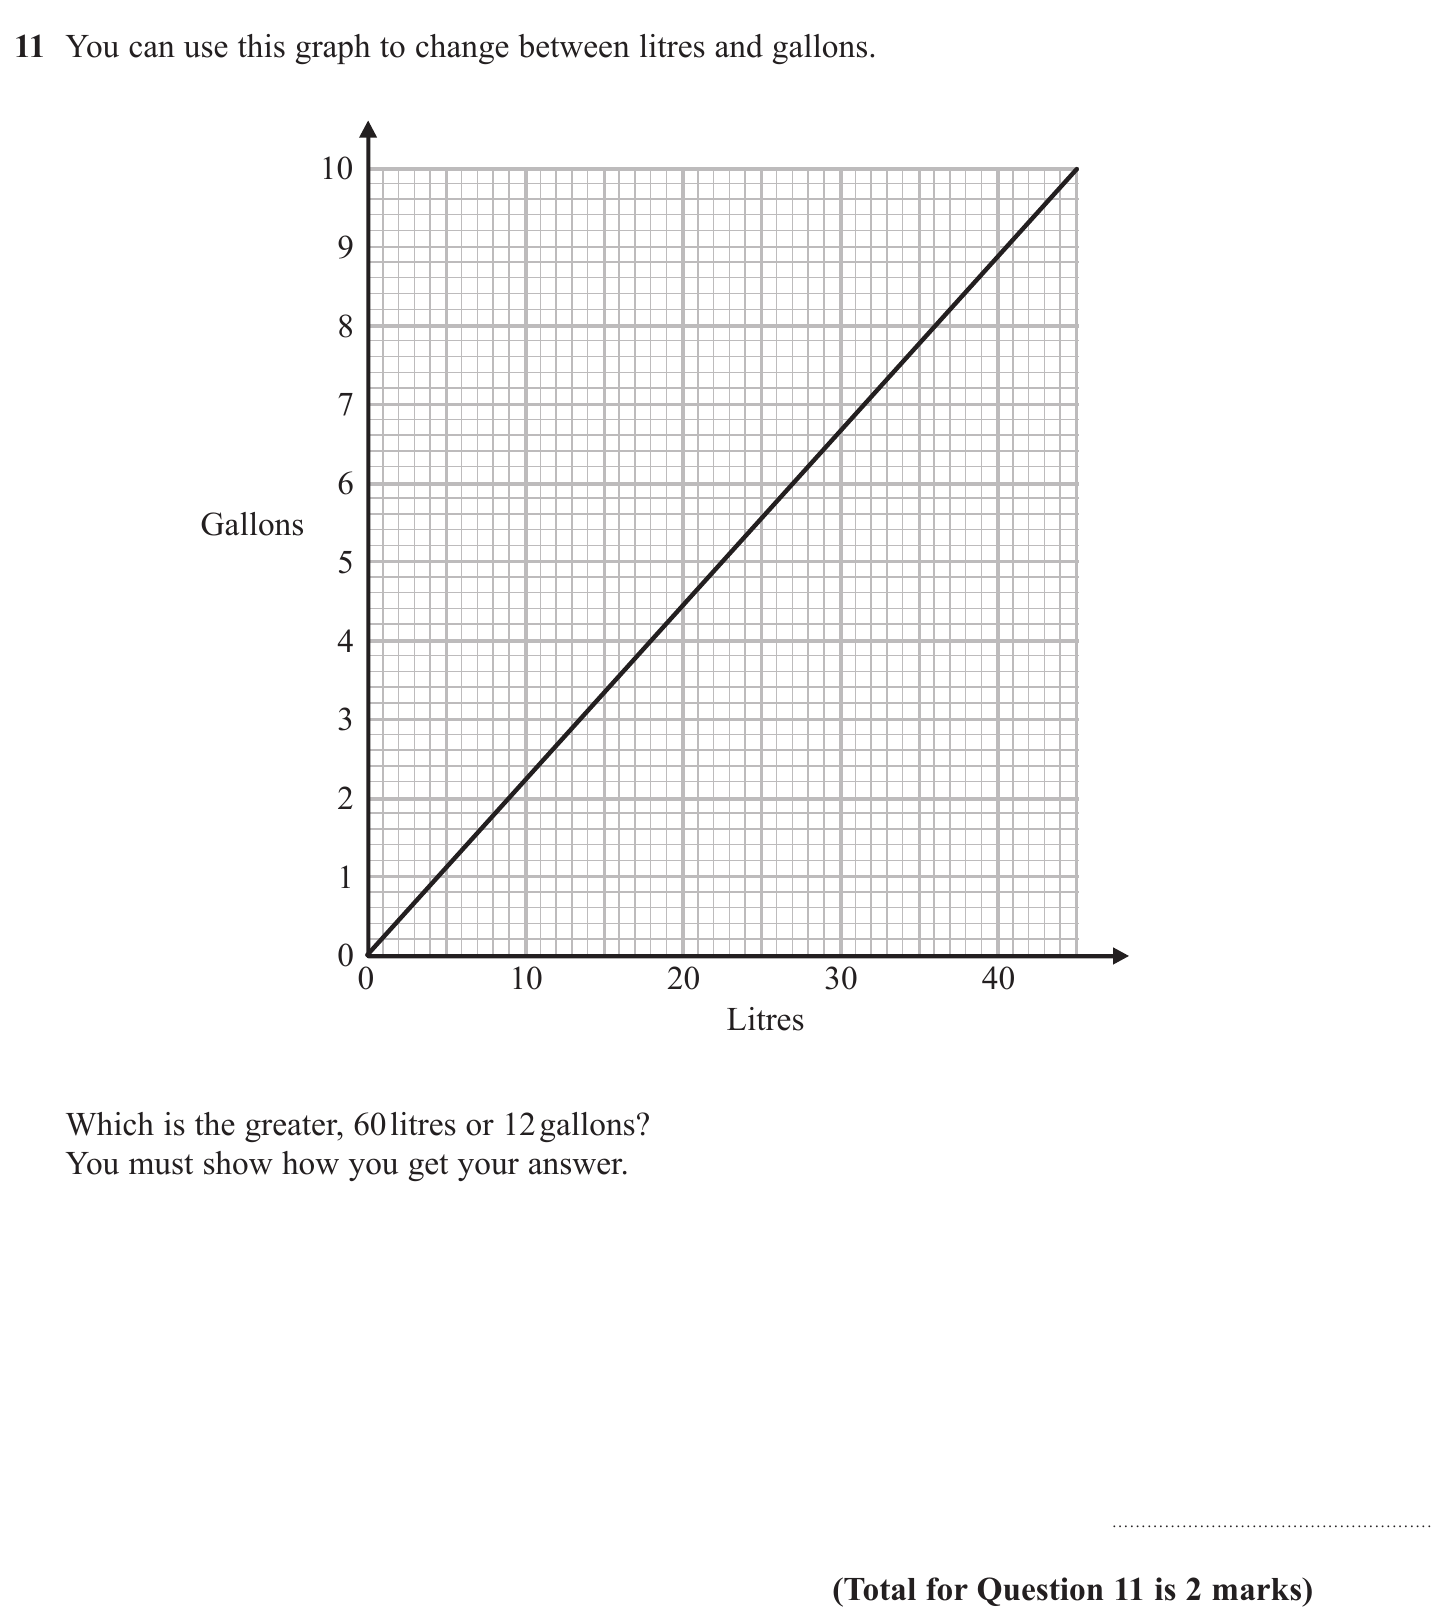 11 You can use this graph to change between litres and gallons.
10
9
8
7
6
Gallons
5
4
3
2
1
0
0 10 20 30 40
Litres
Which is the greater, 60 litres or 12 gallons?
You must show how you get your answer.
(Total for Question 11 is 2 marks)